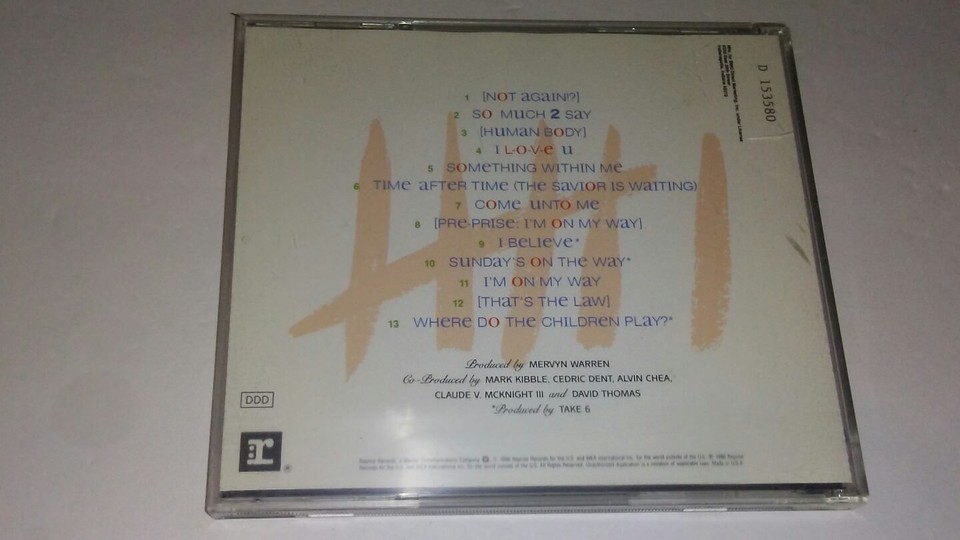 D 153580
1 [NOT AGAIN!?]
2 SO MUCH 2 SAY
3 [HUMAN BODY]
4 I L-O-V-E U
5 SOMETHING WITHIN ME
6 TIME AFTER TIME (THE SAVIOR IS WAITING)
7 COME UNTO ME
8 [PRE-PRISE: I'M ON MY WAY]
9 I BELIEVE*
10 SUNDAY'S ON THE WAY*
11 I'M ON MY WAY
12 [THAT'S THE LAW]
13 WHERE DO THE CHILDREN PLAY?*
Produced by MERVYN WARREN
Co-Produced by MARK KIBBLE, CEDRIC DENT, ALVIN CHEA,
CLAUDE V. MCKNIGHT III and DAVID THOMAS
*Produced by TAKE 6
DDD
r